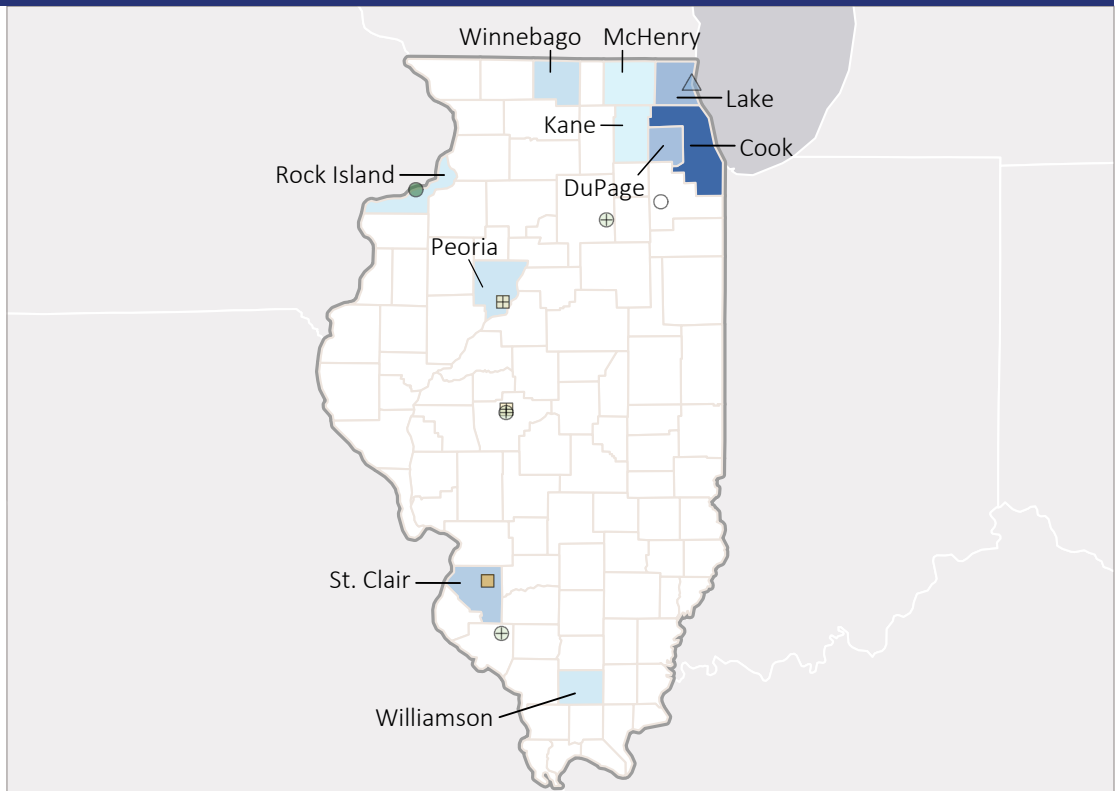 Winnebago McHenry
Lake
Kane
Cook
Rock Island
DuPage
Peoria
St. Clair
Williamson